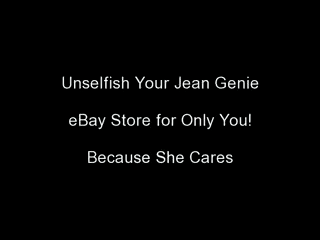 Unselfish Your Jean Genie
eBay Store for Only You!
Because She Cares